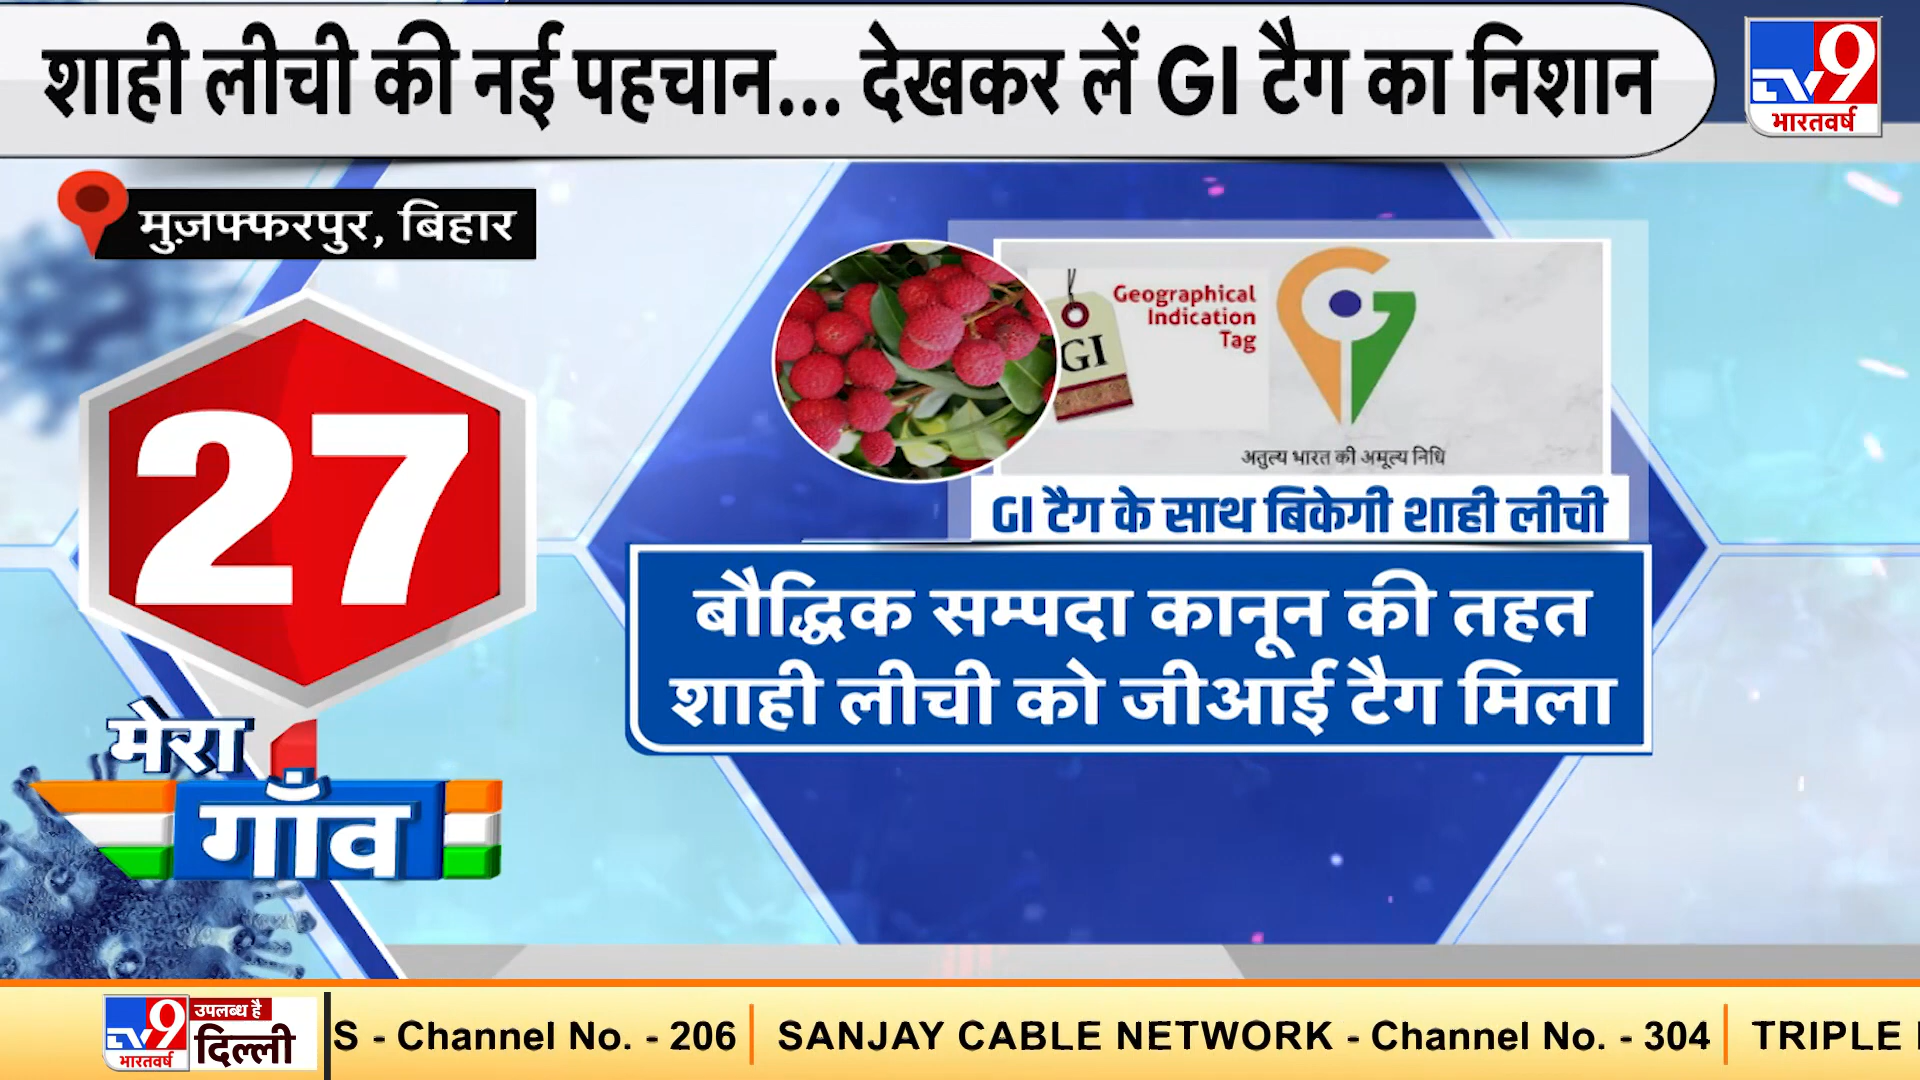 शाही लीची की नई पहचान... देखकर लें GI टैग का निशान
TV9
भारतवर्ष
मुज़फ्फरपुर, बिहार
27
मेरा
गाँव
GI
Geographical
Indication
Tag
अतुल्य भारत की अमूल्य निधि
GI टैग के साथ बिकेगी शाही लीची
बौद्धिक सम्पदा कानून की तहत
शाही लीची को जीआई टैग मिला
TV9
भारतवर्ष
उपलब्ध है
दिल्ली
S - Channel No. - 206 | SANJAY CABLE NETWORK - Channel No. - 304 | TRIPLE